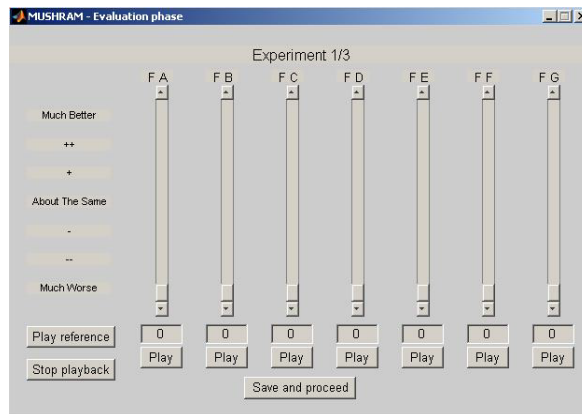 MUSHRAM - Evaluation phase
Experiment 1/3
F A F B F C F D F E F F F G
Much Better
++
+
About The Same
-
--
Much Worse
Play reference 0 0 0 0 0 0 0
Play Play Play Play Play Play Play
Stop playback
Save and proceed